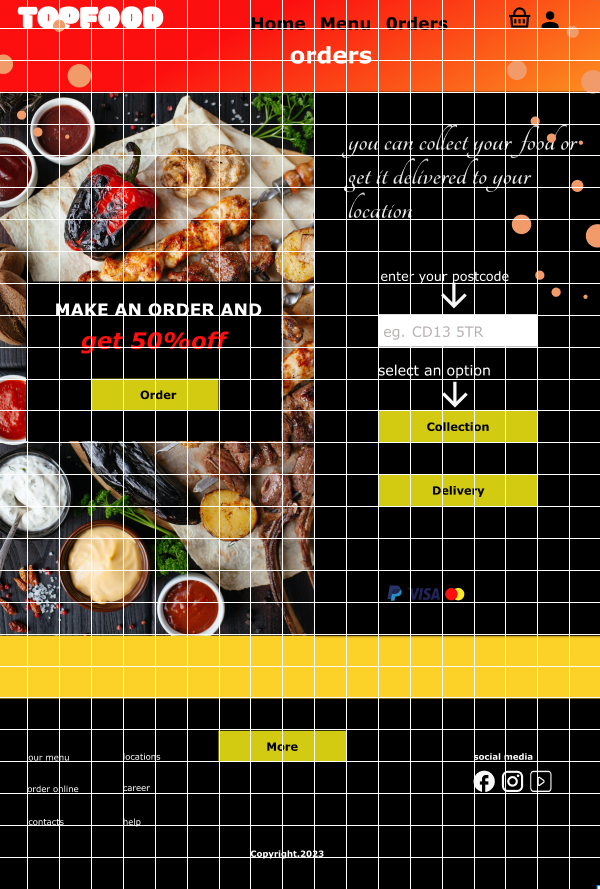 TOPFOOD
Home Menu Orders
orders
you can collect your food or
get it delivered to your
location
enter your postcode
MAKE AN ORDER AND
get 50%off
eg. CD13 5TR
select an option
Order
Collection
Delivery
PayPal VISA
More
our menu
locations
social media
order online
career
contacts
help
Copyright.2023